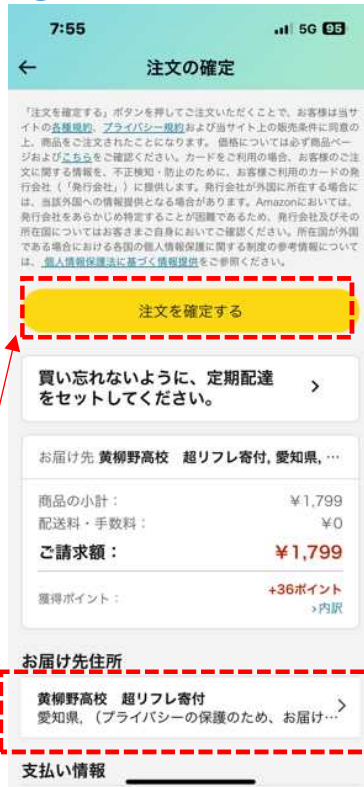 7:55
5G 95
注文の確定
「注文を確定する」ボタンを押してご注文いただくことで、お客様は当サ
イトの各種規約、プライバシー規約および当サイト上の販売条件に同意の
上、商品をご注文されたことになります。 価格については必ず商品ペー
ジおよびこちらをご確認ください。カードをご利用の場合、お客様のご注
文に関する情報を、不正検知・防止のために、お客様ご利用のカードの発
行会社（「発行会社」）に提供します。発行会社が外国に所在する場合に
は、当該外国への情報提供となる場合があります。Amazonにおいては、
発行会社をあらかじめ特定することが困難であるため、発行会社及びその
所在国についてはお客さまご自身においてご確認ください。所在国が外国
である場合における各国の個人情報保護に関する制度の参考情報について
は、個人情報保護法に基づく情報提供をご参照ください。
注文を確定する
買い忘れないように、定期配達
をセットしてください。
お届け先 黄柳野高校 超リフレ寄付, 愛知県, …
商品の小計： ￥1,799
配送料・手数料： ￥0
ご請求額： ￥1,799
獲得ポイント： +36ポイント
›内訳
お届け先住所
黄柳野高校 超リフレ寄付
愛知県, （プライバシーの保護のため、お届け…
支払い情報